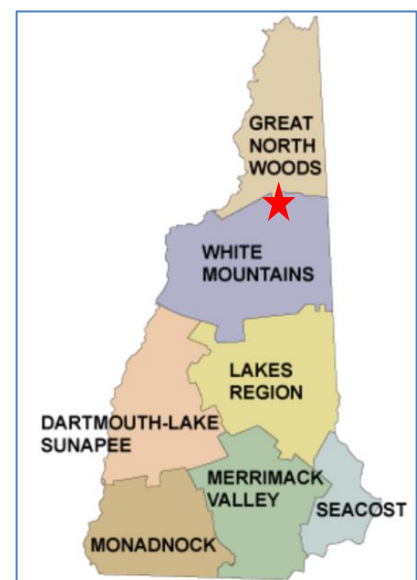 GREAT
NORTH
WOODS
WHITE
MOUNTAINS
LAKES
REGION
DARTMOUTH-LAKE
SUNAPEE
MERRIMACK
VALLEY
SEACOST
MONADNOCK